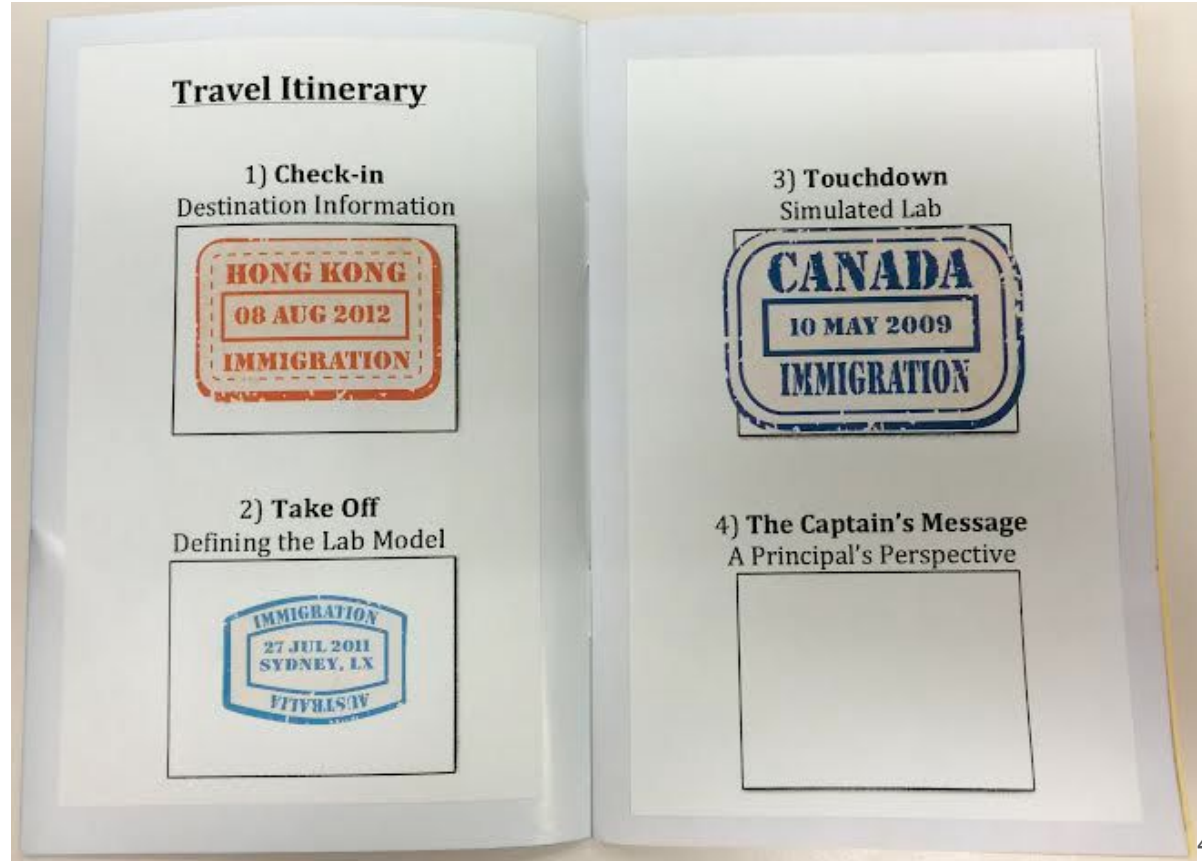 Travel Itinerary
1) Check-in
Destination Information
HONG KONG
08 AUG 2012
IMMIGRATION
2) Take Off
Defining the Lab Model
IMMIGRATION
27 JUL 2011
SYDNEY, LX
AUSTRALIA
3) Touchdown
Simulated Lab
CANADA
10 MAY 2009
IMMIGRATION
4) The Captain's Message
A Principal's Perspective